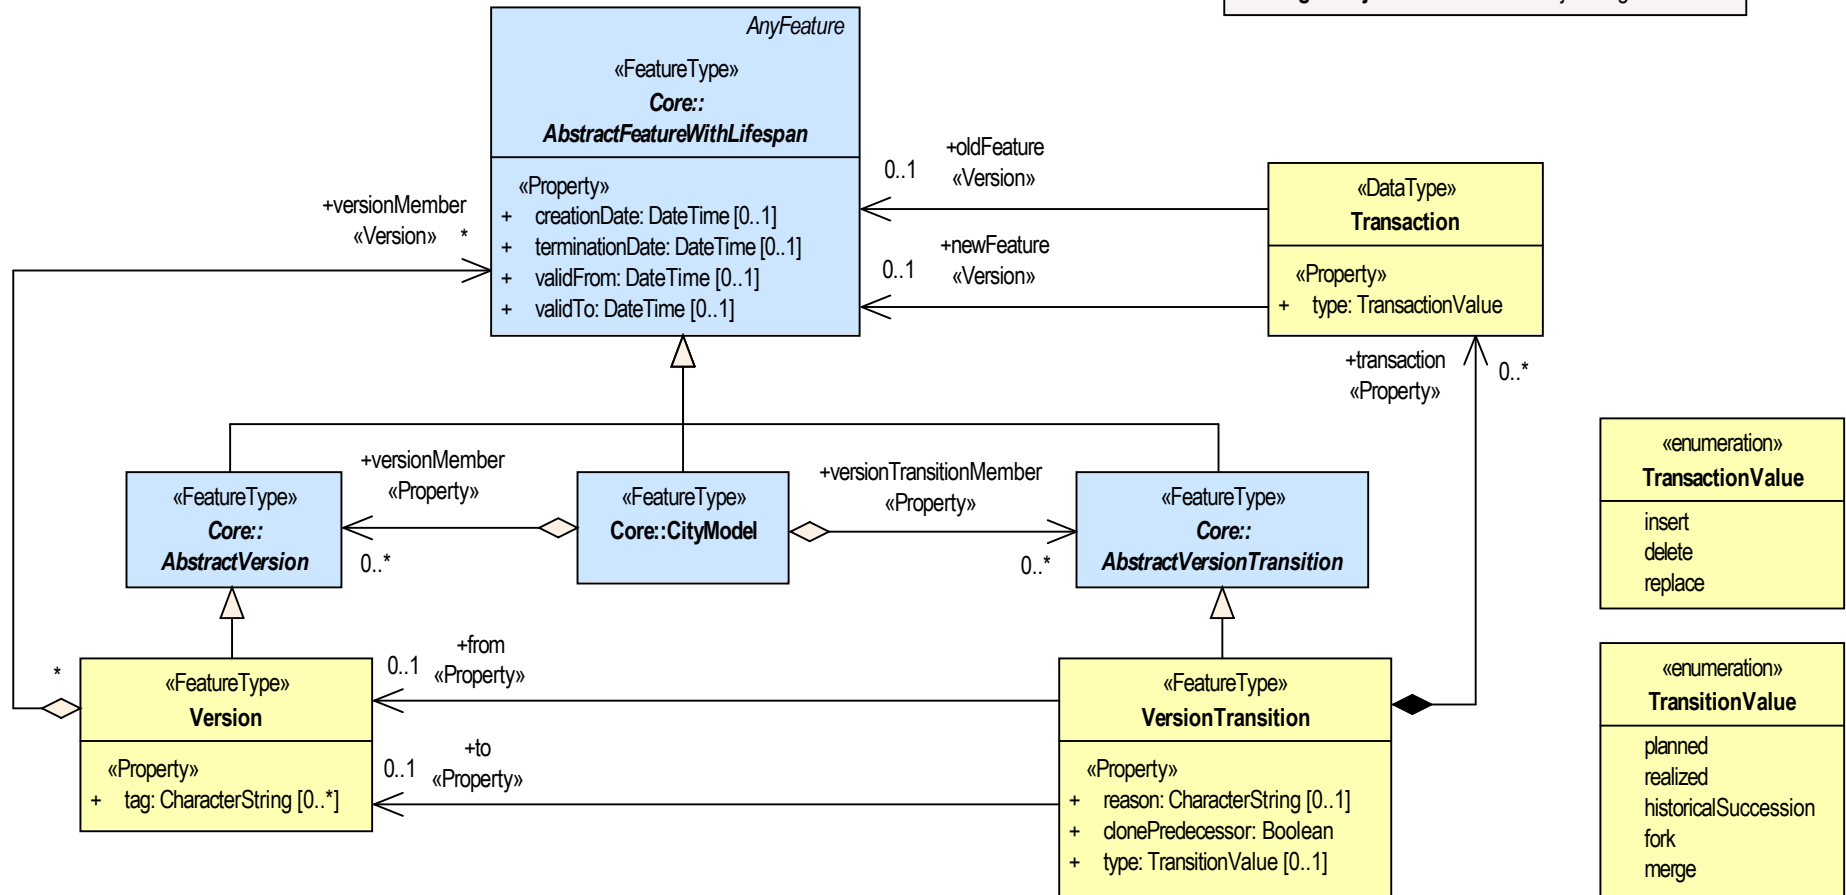 AnyFeature
«FeatureType»
Core::
AbstractFeatureWithLifespan
«Property»
+ creationDate: DateTime [0..1]
+ terminationDate: DateTime [0..1]
+ validFrom: DateTime [0..1]
+ validTo: DateTime [0..1]
+versionMember
«Version» *
+oldFeature
0..1
«Version»
+newFeature
0..1
«Version»
«DataType»
Transaction
«Property»
+ type: TransactionValue
+transaction
«Property»
0..*
«enumeration»
TransactionValue
insert
delete
replace
«FeatureType»
Core::
AbstractVersion
+versionMember
«Property»
0..*
«FeatureType»
Core::CityModel
+versionTransitionMember
«Property»
0..*
«FeatureType»
Core::
AbstractVersionTransition
*
«FeatureType»
Version
«Property»
+ tag: CharacterString [0..*]
+from
0..1
«Property»
+to
0..1
«Property»
«FeatureType»
VersionTransition
«Property»
+ reason: CharacterString [0..1]
+ clonePredecessor: Boolean
+ type: TransitionValue [0..1]
«enumeration»
TransitionValue
planned
realized
historicalSuccession
fork
merge